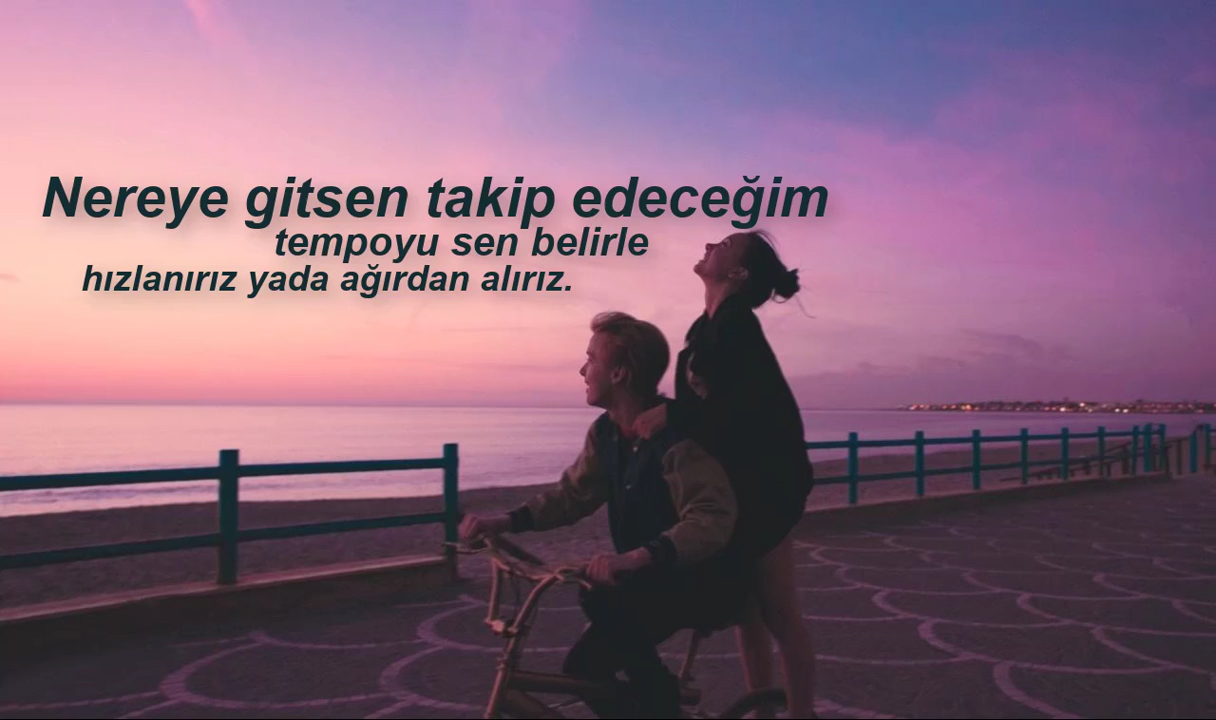 Nereye gitsen takip edeceğim
tempoyu sen belirle
hızlanırız yada ağırdan alırız.